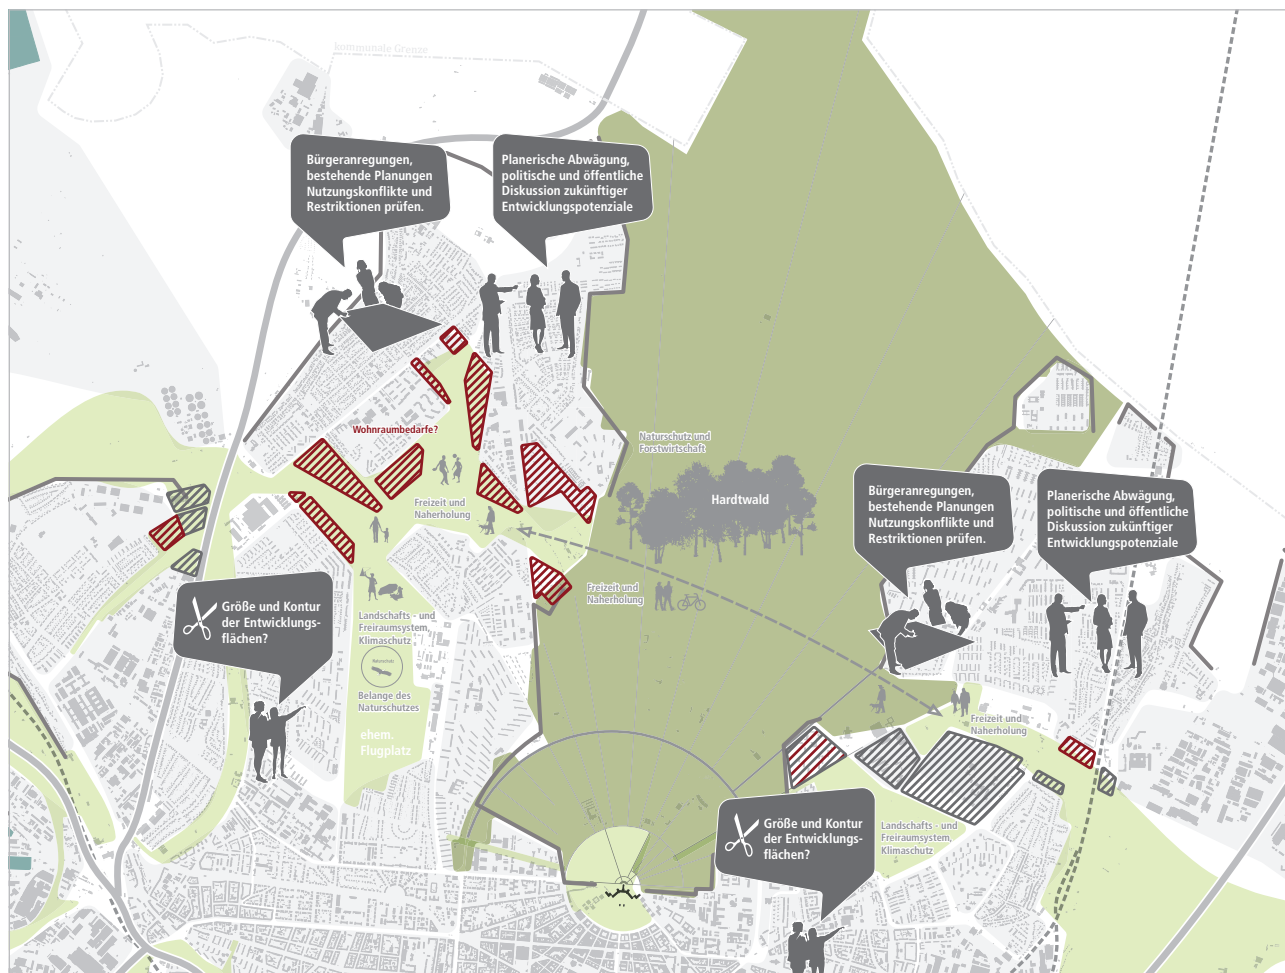 kommunale Grenze
Bürgeranregungen,
bestehende Planungen
Nutzungskonflikte und
Restriktionen prüfen.
Planerische Abwägung,
politische und öffentliche
Diskussion zukünftiger
Entwicklungspotenziale
Wohnraumbedarfe?
Naturschutz und
Forstwirtschaft
Hardtwald
Freizeit und
Naherholung
Bürgeranregungen,
bestehende Planungen
Nutzungskonflikte und
Restriktionen prüfen.
Planerische Abwägung,
politische und öffentliche
Diskussion zukünftiger
Entwicklungspotenziale
Freizeit und
Naherholung
Größe und Kontur
der Entwicklungs-
flächen?
Landschafts - und
Freiraumsystem,
Klimaschutz
Naturschutz
Belange des
Naturschutzes
ehem.
Flugplatz
Freizeit und
Naherholung
Größe und Kontur
der Entwicklungs-
flächen?
Landschafts - und
Freiraumsystem,
Klimaschutz